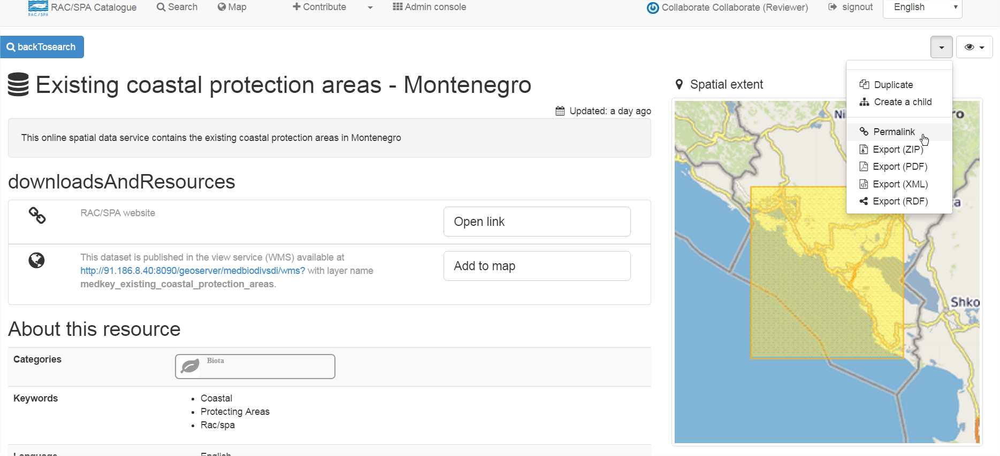 RAC/SPA
RAC/SPA Catalogue
Search
Map
Contribute
Admin console
Collaborate Collaborate (Reviewer)
signout
English
backTosearch
Existing coastal protection areas - Montenegro
Updated: a day ago
This online spatial data service contains the existing coastal protection areas in Montenegro
downloadsAndResources
RAC/SPA website
Open link
This dataset is published in the view service (WMS) available at
http://91.186.8.40:8090/geoserver/medbiodivsdi/wms? with layer name
medkey_existing_coastal_protection_areas.
Add to map
About this resource
Categories
Biota
Keywords
Coastal
Protecting Areas
Rac/spa
Language
English
Spatial extent
Duplicate
Create a child
Permalink
Export (ZIP)
Export (PDF)
Export (XML)
Export (RDF)
Ni
ro
a
Shko